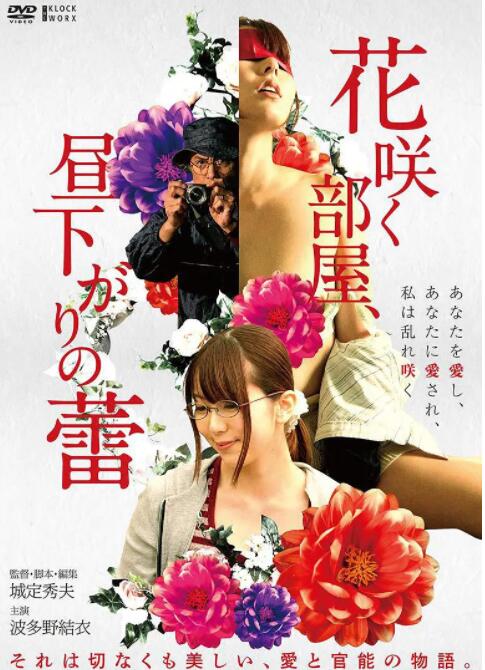 DVD
VIDEO
THE KLOCK WORX
花咲く部屋、
昼下がりの蕾
あなたを愛し、
あなたに愛され、
私は乱れ咲く
監督・脚本・編集
城定秀夫
主演
波多野結衣
それは切なくも美しい、愛と官能の物語。